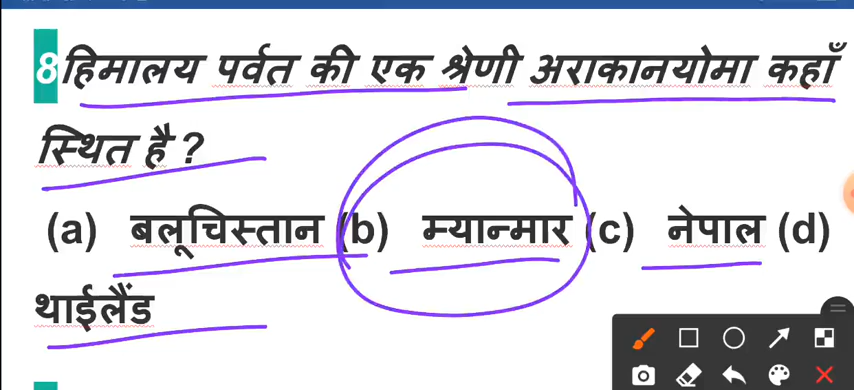 8 हिमालय पर्वत की एक श्रेणी अराकानयोमा कहाँ
स्थित है ?
(a) बलूचिस्तान (b) म्यान्मार (c) नेपाल (d)
थाईलैंड